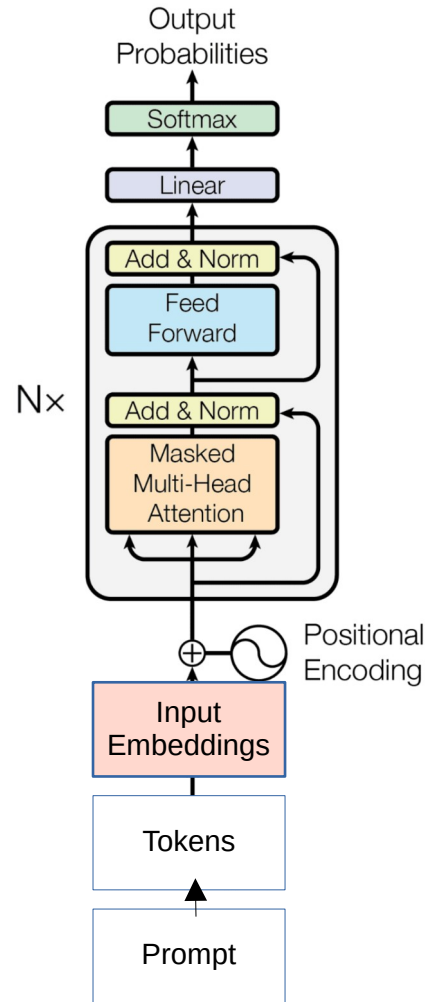 Output
Probabilities
Softmax
Linear
Add & Norm
Feed
Forward
N×
Add & Norm
Masked
Multi-Head
Attention
Positional
Encoding
Input
Embeddings
Tokens
Prompt